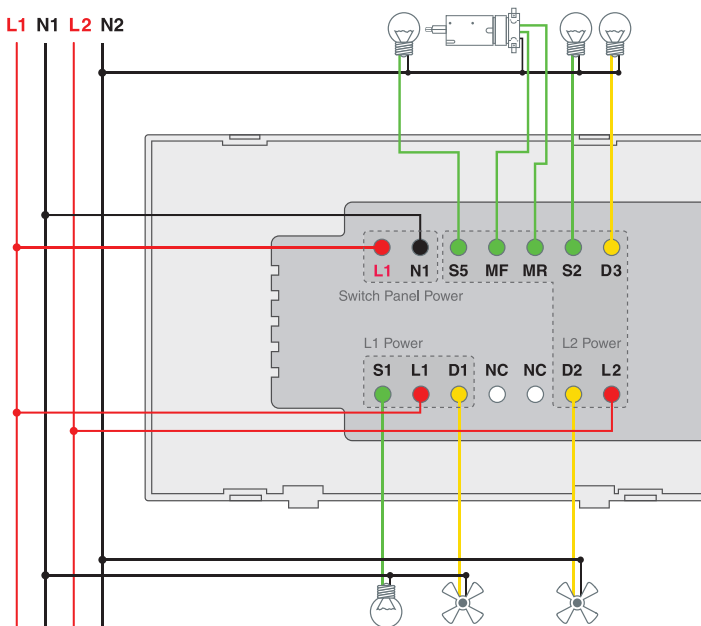 L1 N1 L2 N2
L1 N1 S5 MF MR S2 D3
Switch Panel Power
L1 Power L2 Power
S1 L1 D1 NC NC D2 L2